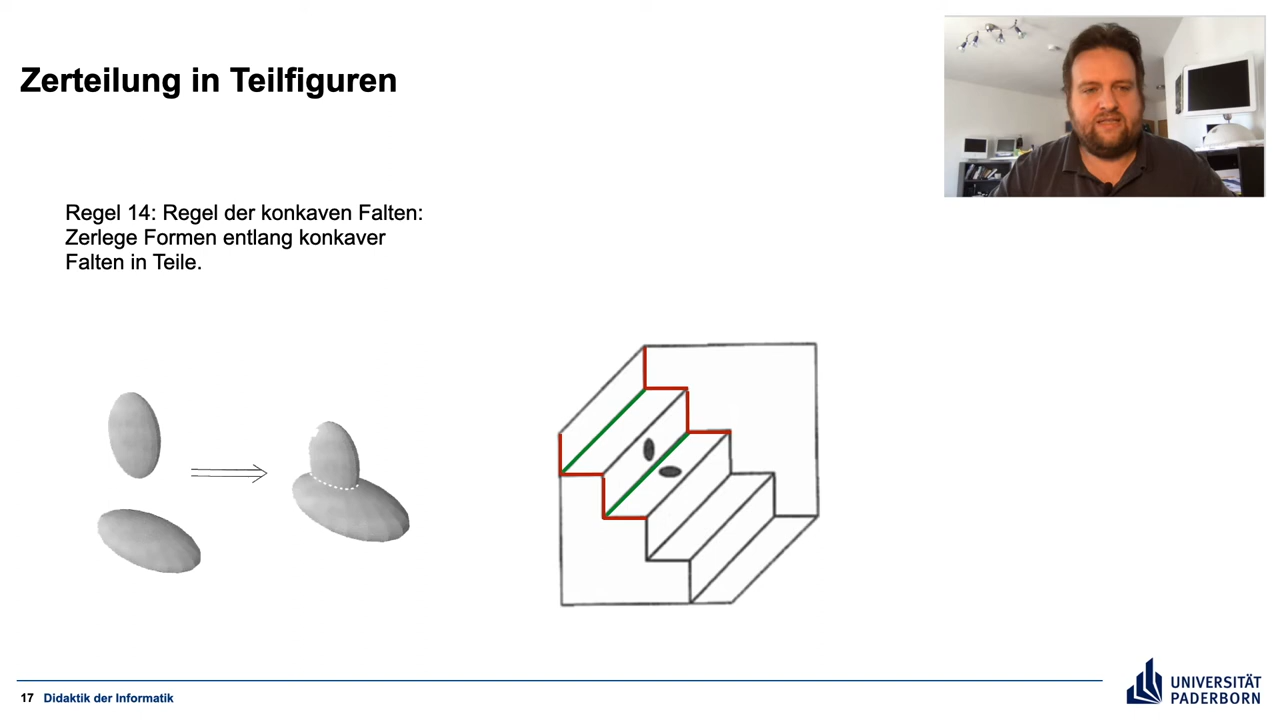 Zerteilung in Teilfiguren
Regel 14: Regel der konkaven Falten:
Zerlege Formen entlang konkaver
Falten in Teile.
17 Didaktik der Informatik
UNIVERSITÄT
PADERBORN